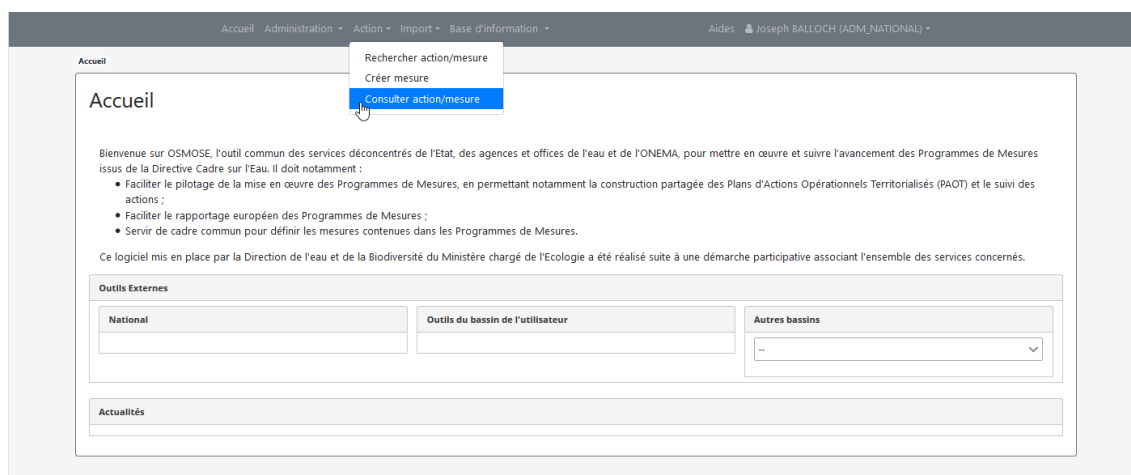 Accueil Administration Action Import Base d'information Aides Joseph BALLOCH (ADM_NATIONAL)
Accueil
Rechercher action/mesure
Créer mesure
Consulter action/mesure
Accueil
Bienvenue sur OSMOSE, l'outil commun des services déconcentrés de l'Etat, des agences et offices de l'eau et de l'ONEMA, pour mettre en œuvre et suivre l'avancement des Programmes de Mesures
issus de la Directive Cadre sur l'Eau. Il doit notamment :
• Faciliter le pilotage de la mise en œuvre des Programmes de Mesures, en permettant notamment la construction partagée des Plans d'Actions Opérationnels Territorialisés (PAOT) et le suivi des
actions ;
• Faciliter le rapportage européen des Programmes de Mesures ;
• Servir de cadre commun pour définir les mesures contenues dans les Programmes de Mesures.
Ce logiciel mis en place par la Direction de l'eau et de la Biodiversité du Ministère chargé de l'Ecologie a été réalisé suite à une démarche participative associant l'ensemble des services concernés.
Outils Externes
National
Outils du bassin de l'utilisateur
Autres bassins
--
Actualités